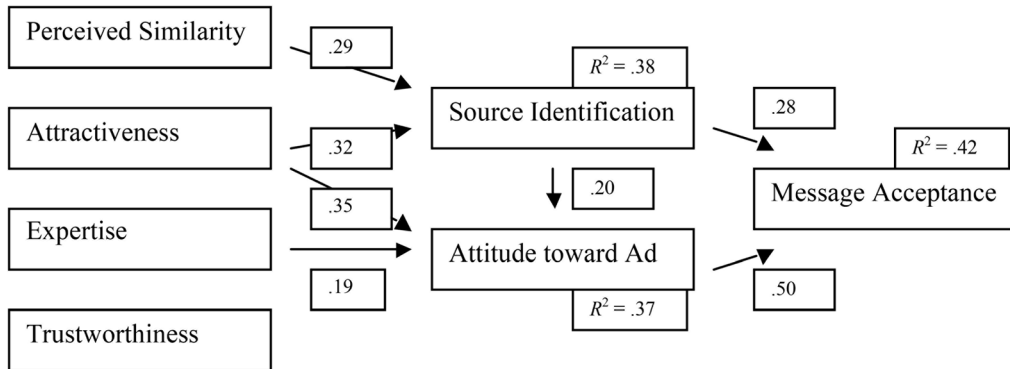 Perceived Similarity
.29
R² = .38
Source Identification
.28
Attractiveness
.32
R² = .42
Message Acceptance
.20
.35
Expertise
Attitude toward Ad
.19
.50
R² = .37
Trustworthiness